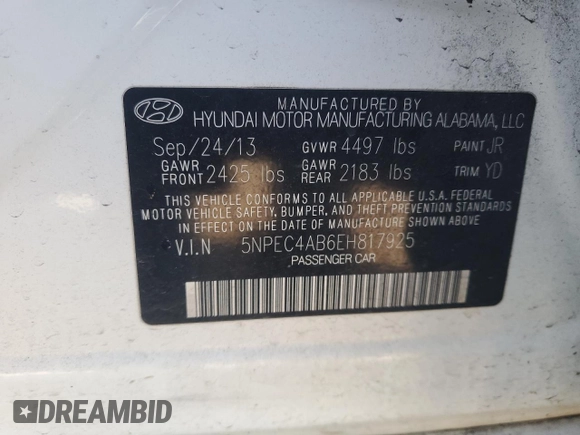 MANUFACTURED BY
HYUNDAI MOTOR MANUFACTURING ALABAMA, LLC
Sep/24/13 GVWR 4497 lbs PAINT JR
GAWR FRONT 2425 lbs GAWR REAR 2183 lbs TRIM YD
THIS VEHICLE CONFORMS TO ALL APPLICABLE U.S.A. FEDERAL
MOTOR VEHICLE SAFETY, BUMPER, AND THEFT PREVENTION STANDARDS
IN EFFECT ON THE DATE OF MANUFACTURE SHOWN ABOVE.
V.I.N 5NPEC4AB6EH817925
PASSENGER CAR
DREAMBID